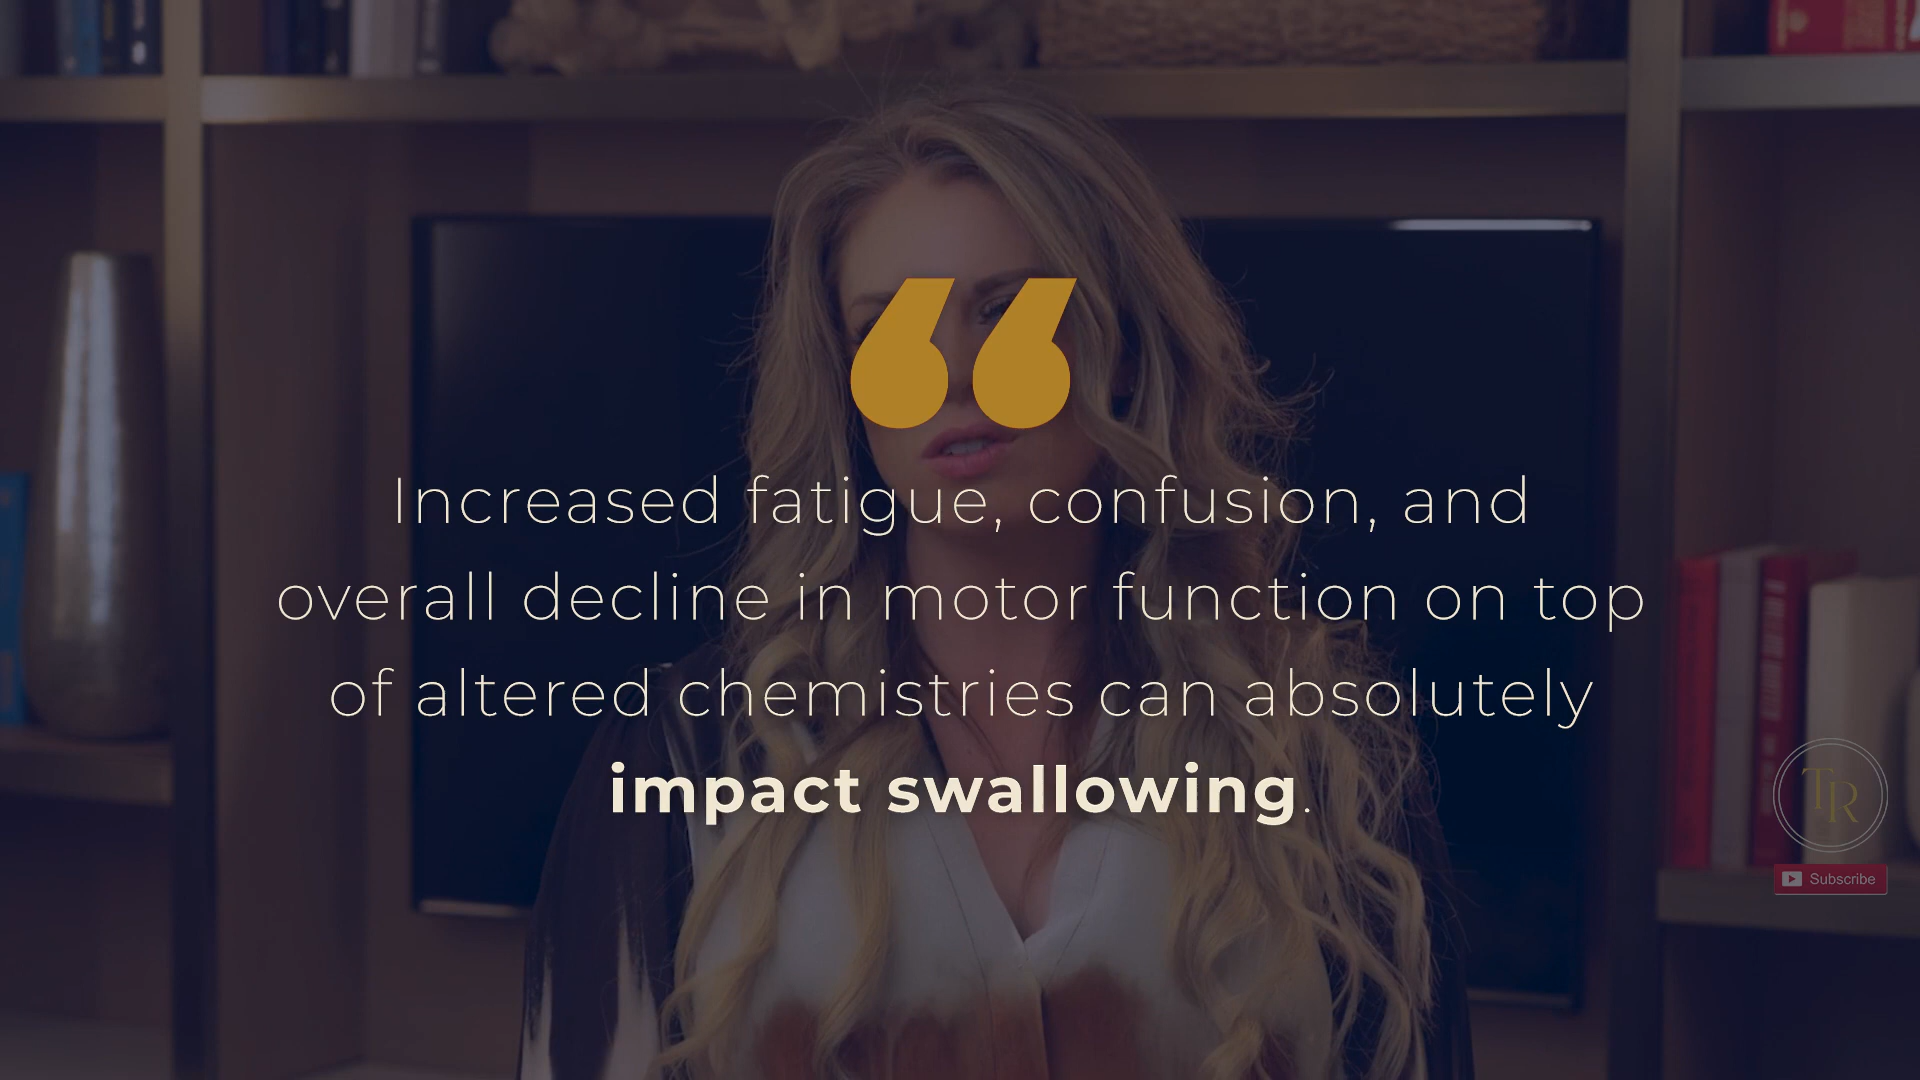 Increased fatigue, confusion, and
overall decline in motor function on top
of altered chemistries can absolutely
impact swallowing.
TR
Subscribe